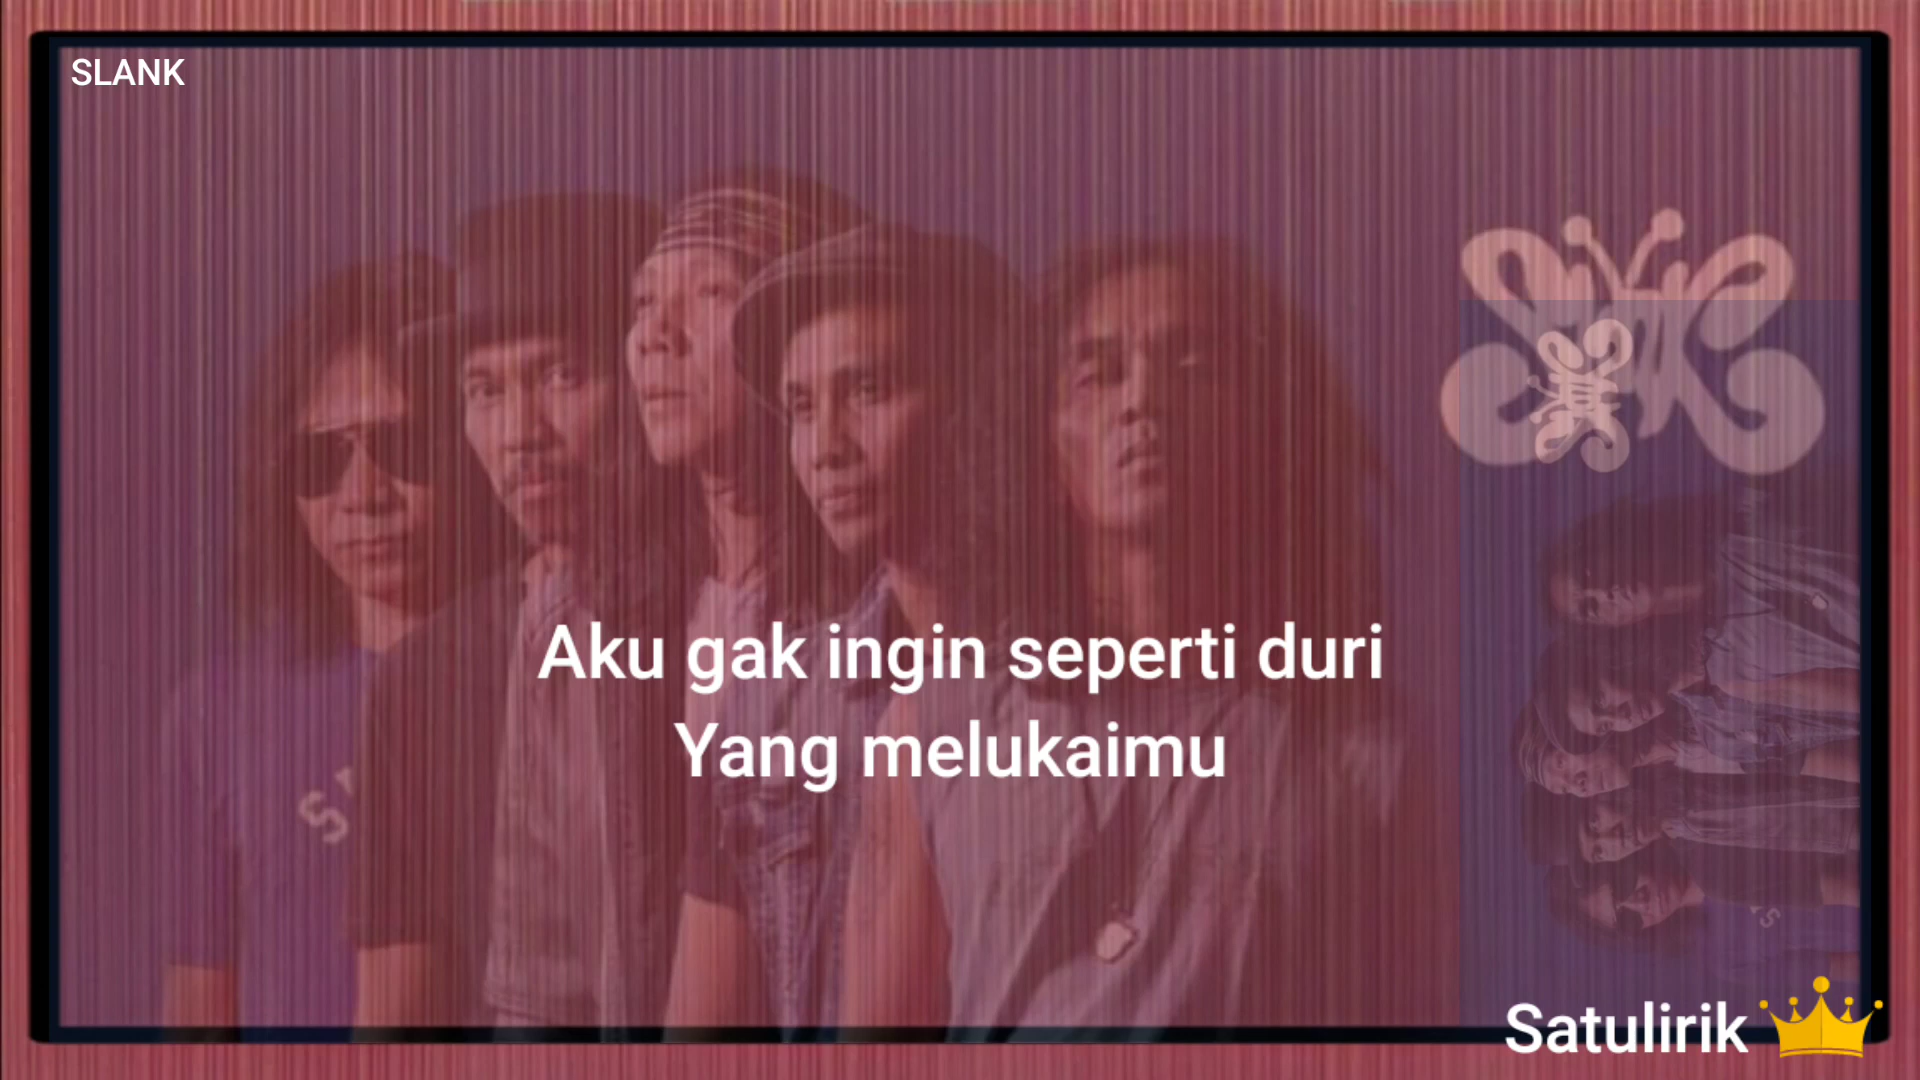 SLANK
Aku gak ingin seperti duri
Yang melukaimu
Satulirik